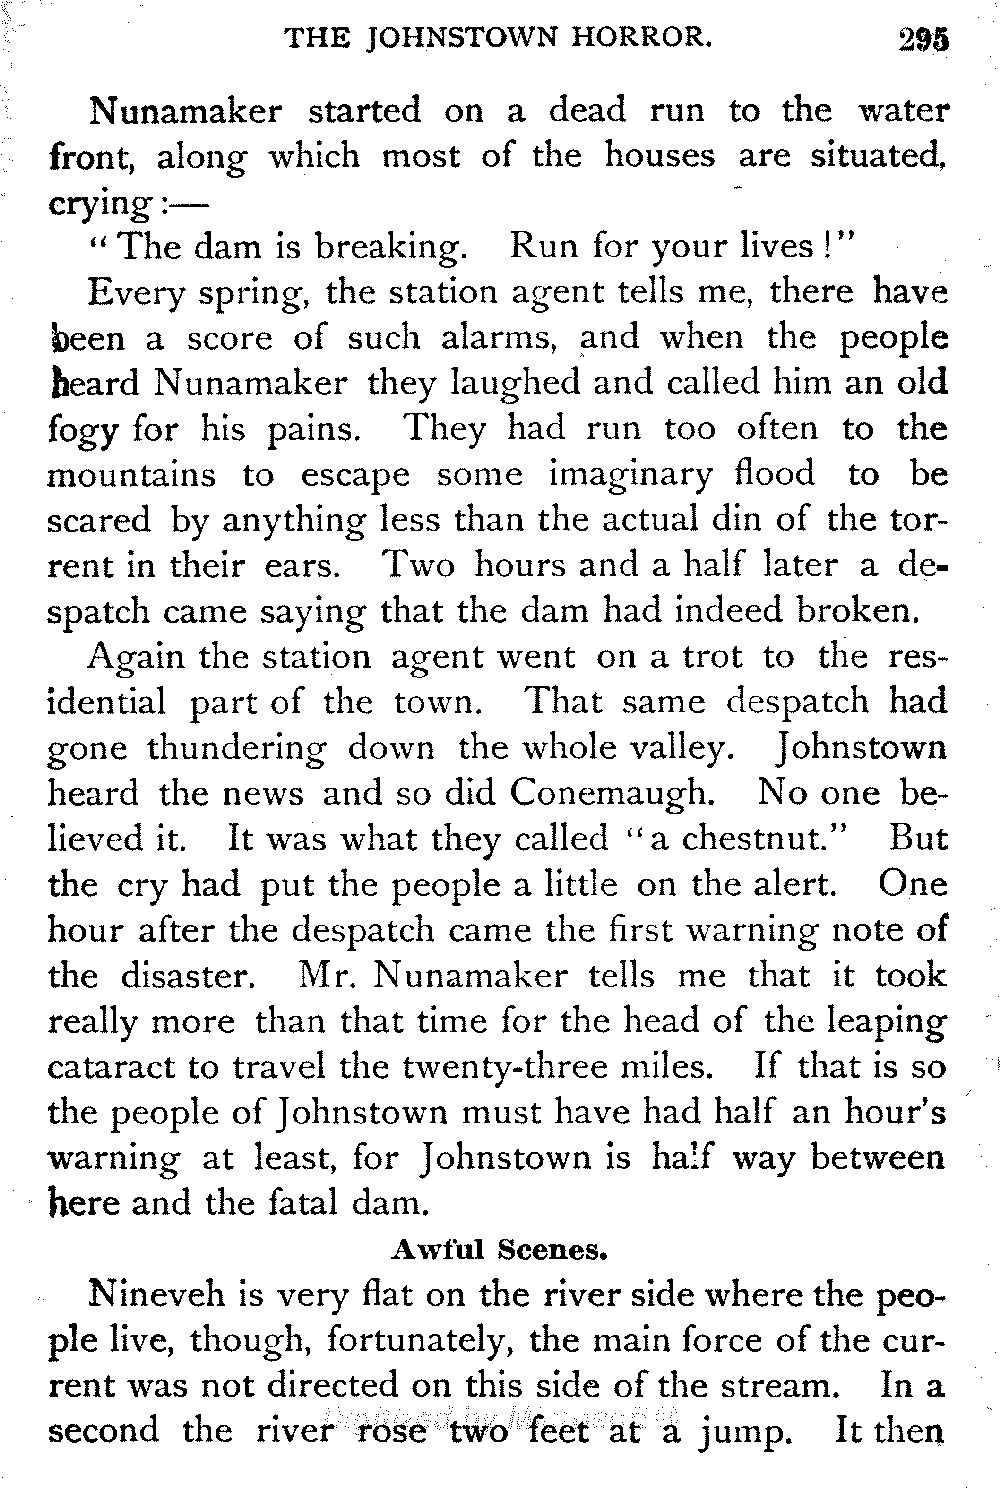 THE JOHNSTOWN HORROR. 295
Nunamaker started on a dead run to the water
front, along which most of the houses are situated,
crying :—
" The dam is breaking. Run for your lives !"
Every spring, the station agent tells me, there have
been a score of such alarms, and when the people
heard Nunamaker they laughed and called him an old
fogy for his pains. They had run too often to the
mountains to escape some imaginary flood to be
scared by anything less than the actual din of the tor-
rent in their ears. Two hours and a half later a de-
spatch came saying that the dam had indeed broken.
Again the station agent went on a trot to the res-
idential part of the town. That same despatch had
gone thundering down the whole valley. Johnstown
heard the news and so did Conemaugh. No one be-
lieved it. It was what they called " a chestnut." But
the cry had put the people a little on the alert. One
hour after the despatch came the first warning note of
the disaster. Mr. Nunamaker tells me that it took
really more than that time for the head of the leaping
cataract to travel the twenty-three miles. If that is so
the people of Johnstown must have had half an hour's
warning at least, for Johnstown is half way between
here and the fatal dam.
Awful Scenes.
Nineveh is very flat on the river side where the peo-
ple live, though, fortunately, the main force of the cur-
rent was not directed on this side of the stream. In a
second the river rose two feet at a jump. It then